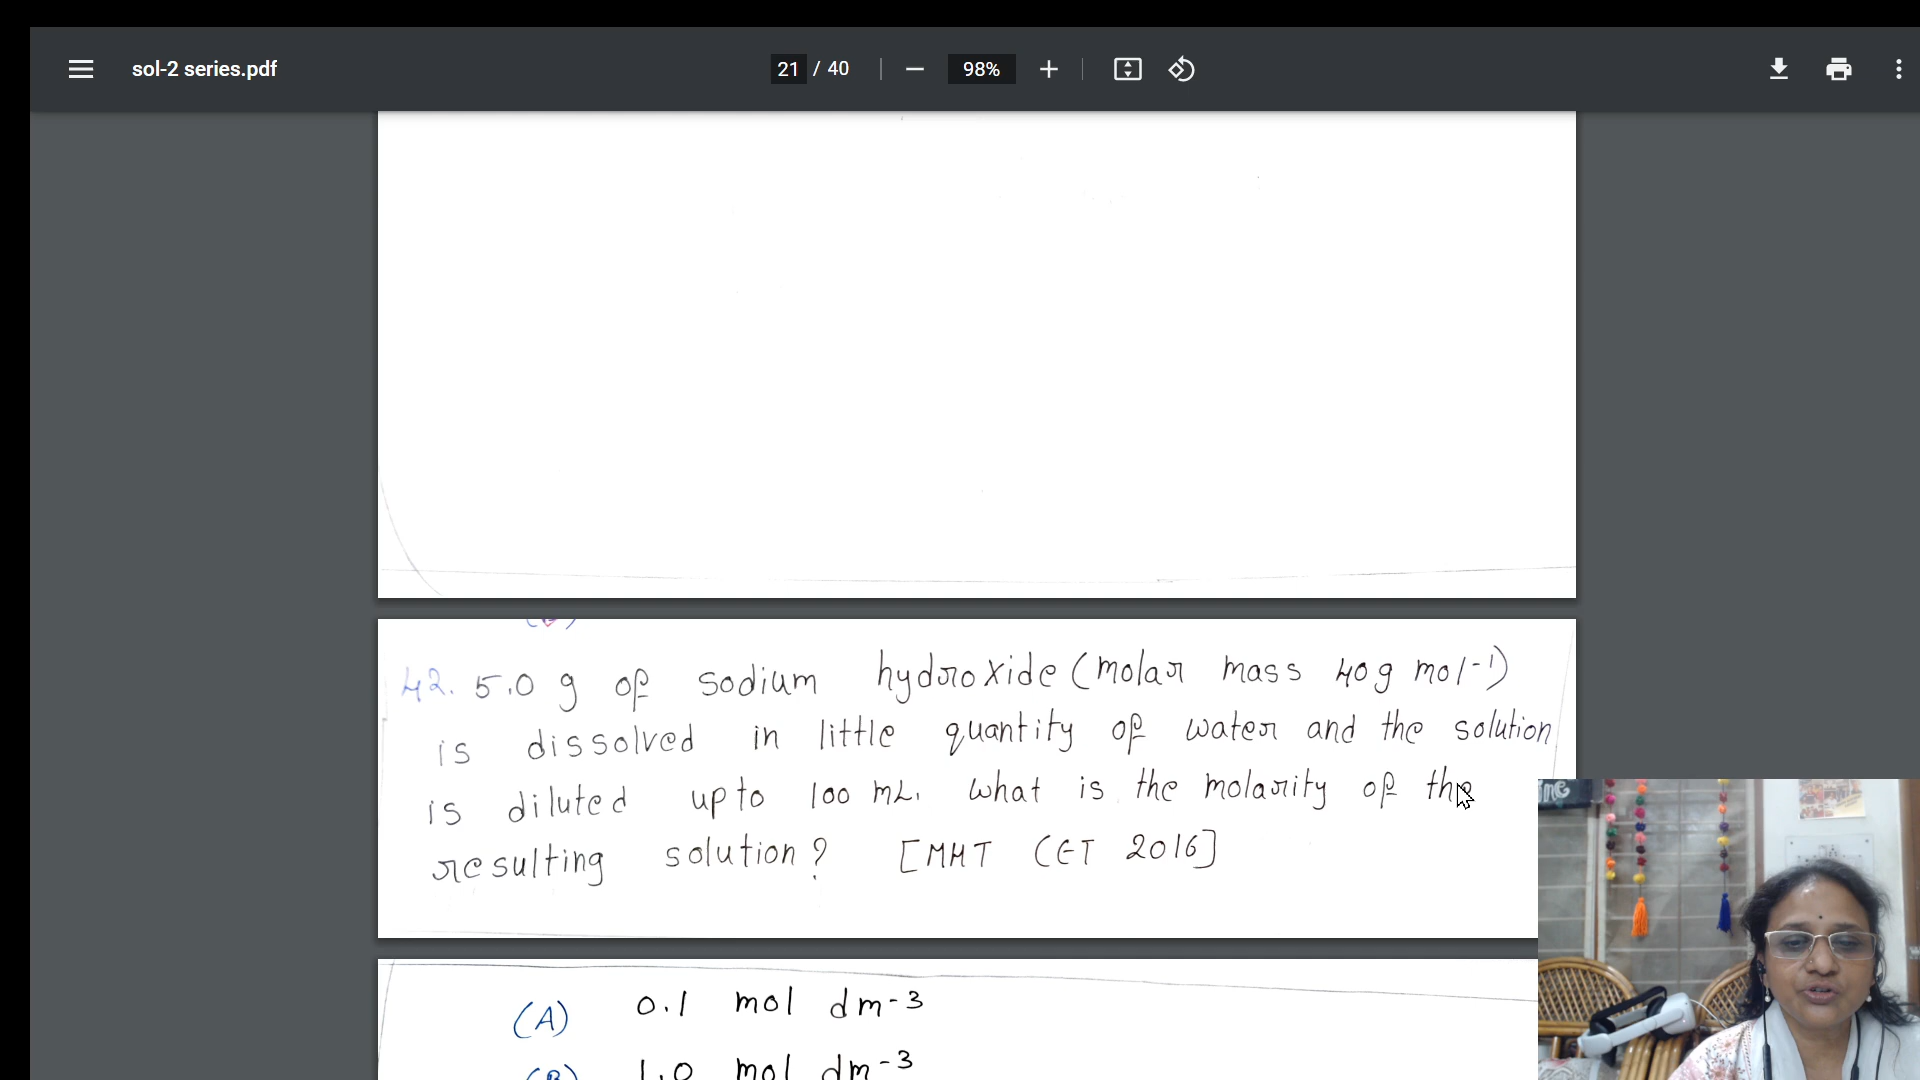 sol-2 series.pdf
21 / 40
98%
42. 5.0 g of sodium hydroxide (molar mass 40 g mol-1)
is dissolved in little quantity of water and the solution
is diluted upto 100 mL. what is the molarity of the
resulting solution? [MHT CET 2016]
(A) 0.1 mol dm-3
(B) 1.0 mol dm-3